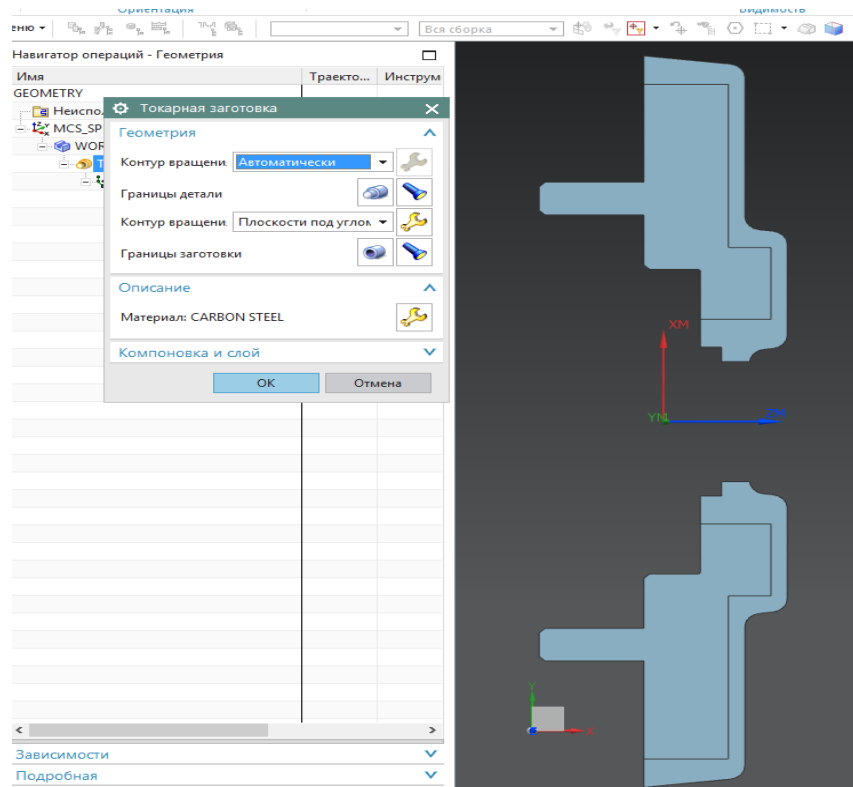 Ориентация
Видимость
еню
Вся сборка
Навигатор операций - Геометрия
Имя
Траекто...
Инструм
GEOMETRY
Неиспо
MCS_SP
WOR
T
Токарная заготовка
Геометрия
Контур вращени
Автоматически
Границы детали
Контур вращени
Плоскости под углом
Границы заготовки
Описание
Материал: CARBON STEEL
Компоновка и слой
OK
Отмена
Зависимости
Подробная
XM
YM
ZM
Y
X